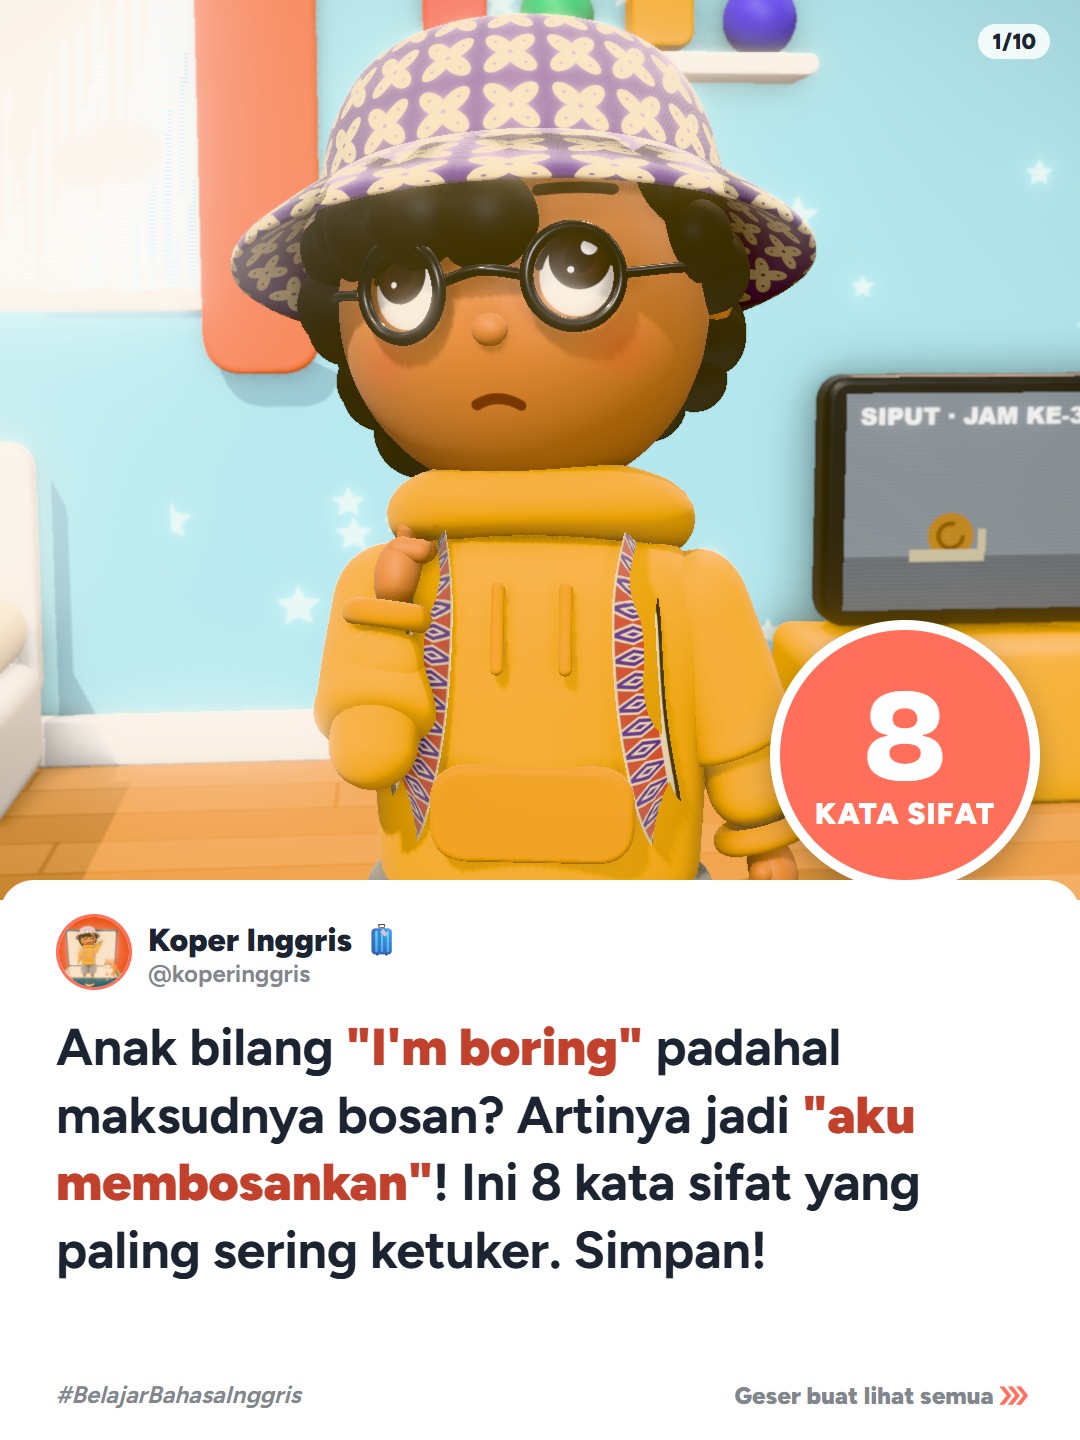 1/10
SIPUT · JAM KE-3
8
KATA SIFAT
Koper Inggris
@koperinggris
Anak bilang "I'm boring" padahal
maksudnya bosan? Artinya jadi "aku
membosankan"! Ini 8 kata sifat yang
paling sering ketuker. Simpan!
#BelajarBahasaInggris
Geser buat lihat semua